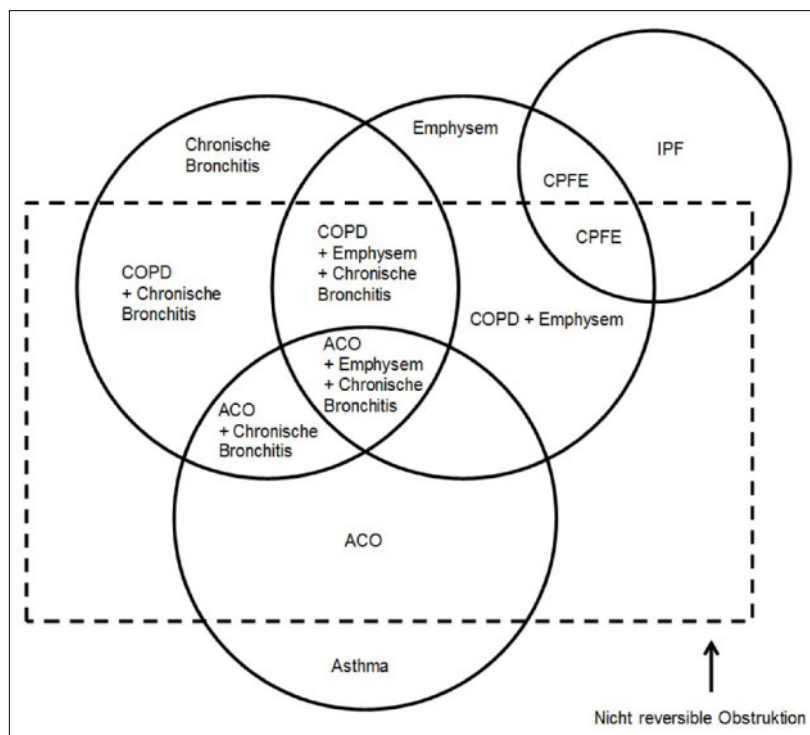 Chronische
Bronchitis
Emphysem
IPF
CPFE
CPFE
COPD
+ Chronische
Bronchitis
COPD
+ Emphysem
+ Chronische
Bronchitis
COPD + Emphysem
ACO
+ Emphysem
+ Chronische
Bronchitis
ACO
+ Chronische
Bronchitis
ACO
Asthma
Nicht reversible Obstruktion